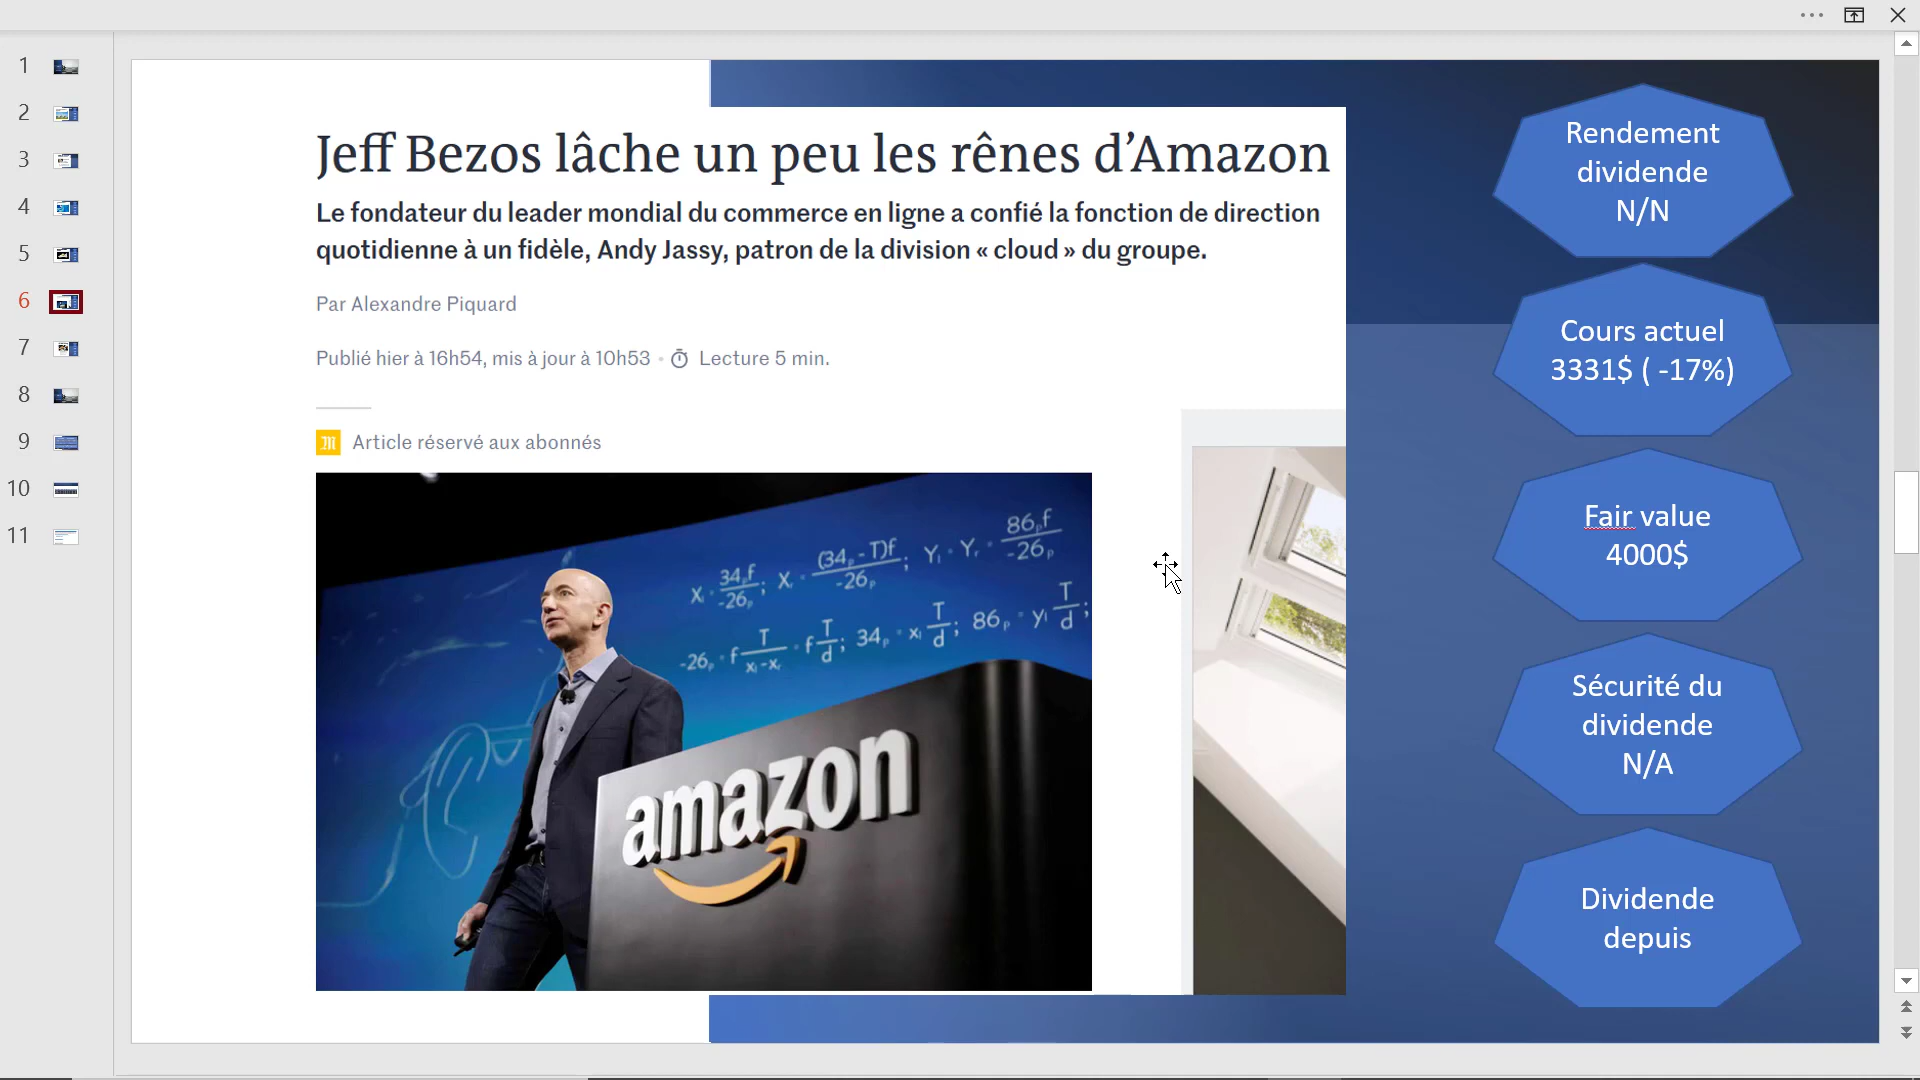 1
2
3
4
5
6
7
8
9
10
11
Jeff Bezos lâche un peu les rênes d’Amazon
Le fondateur du leader mondial du commerce en ligne a confié la fonction de direction
quotidienne à un fidèle, Andy Jassy, patron de la division « cloud » du groupe.
Par Alexandre Piquard
Publié hier à 16h54, mis à jour à 10h53 • Lecture 5 min.
Article réservé aux abonnés
amazon
Rendement
dividende
N/N
Cours actuel
3331$ ( -17%)
Fair value
4000$
Sécurité du
dividende
N/A
Dividende
depuis